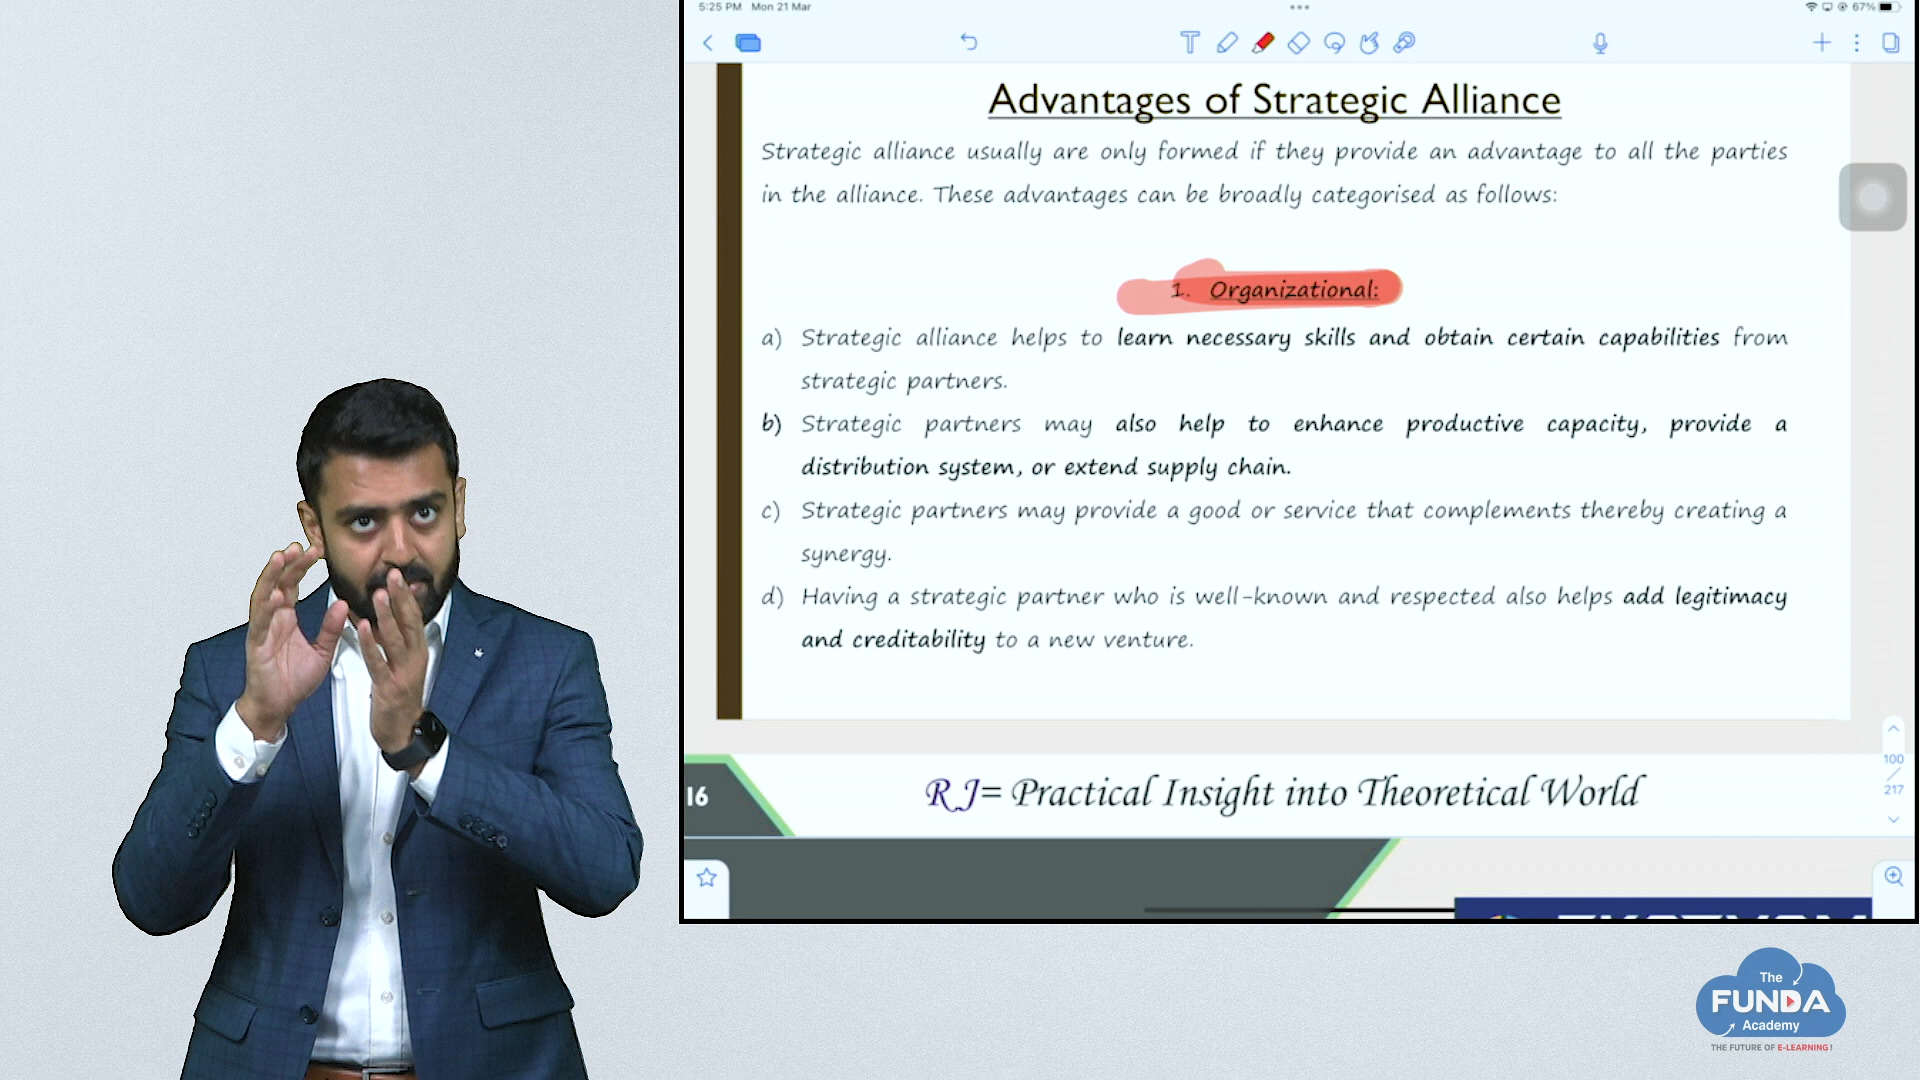 5:25 PM Mon 21 Mar
67%
Advantages of Strategic Alliance
Strategic alliance usually are only formed if they provide an advantage to all the parties
in the alliance. These advantages can be broadly categorised as follows:
1. Organizational:
a) Strategic alliance helps to learn necessary skills and obtain certain capabilities from
strategic partners.
b) Strategic partners may also help to enhance productive capacity, provide a
distribution system, or extend supply chain.
c) Strategic partners may provide a good or service that complements thereby creating a
synergy.
d) Having a strategic partner who is well-known and respected also helps add legitimacy
and creditability to a new venture.
100
217
16
R J= Practical Insight into Theoretical World
The
FUNDA
Academy
THE FUTURE OF E-LEARNING!